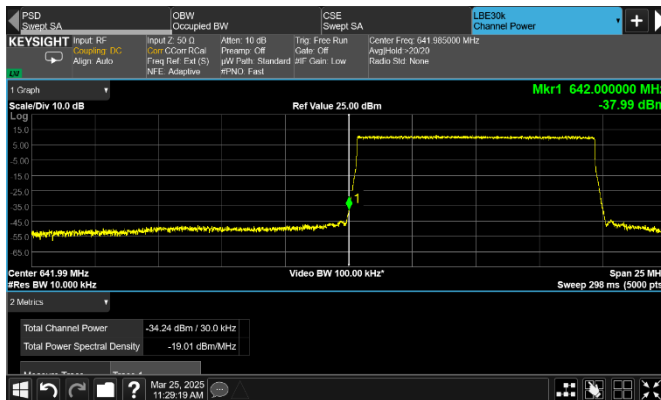 PSD
Swept SA
OBW
Occupied BW
CSE
Swept SA
LBE30k
Channel Power
KEYSIGHT
Input: RF
Coupling: DC
Align: Auto
Input Z: 50 Ω
Corr CCorr RCal
Freq Ref: Ext (S)
NFE: Adaptive
Atten: 10 dB
Preamp: Off
µW Path: Standard
#PNO: Fast
Trig: Free Run
Gate: Off
#IF Gain: Low
Center Freq: 641.985000 MHz
Avg|Hold:>20/20
Radio Std: None
1 Graph
Scale/Div 10.0 dB
Ref Value 25.00 dBm
Mkr1 642.000000 MHz
-37.99 dBm
Log
15.0
5.00
-5.00
-15.0
-25.0
-35.0
-45.0
-55.0
-65.0
1
Center 641.99 MHz
#Res BW 10.000 kHz
Video BW 100.00 kHz*
Span 25 MH
Sweep 298 ms (5000 pts
2 Metrics
Total Channel Power -34.24 dBm / 30.0 kHz
Total Power Spectral Density -19.01 dBm/MHz
Measure Trace
Mar 25, 2025
11:29:19 AM